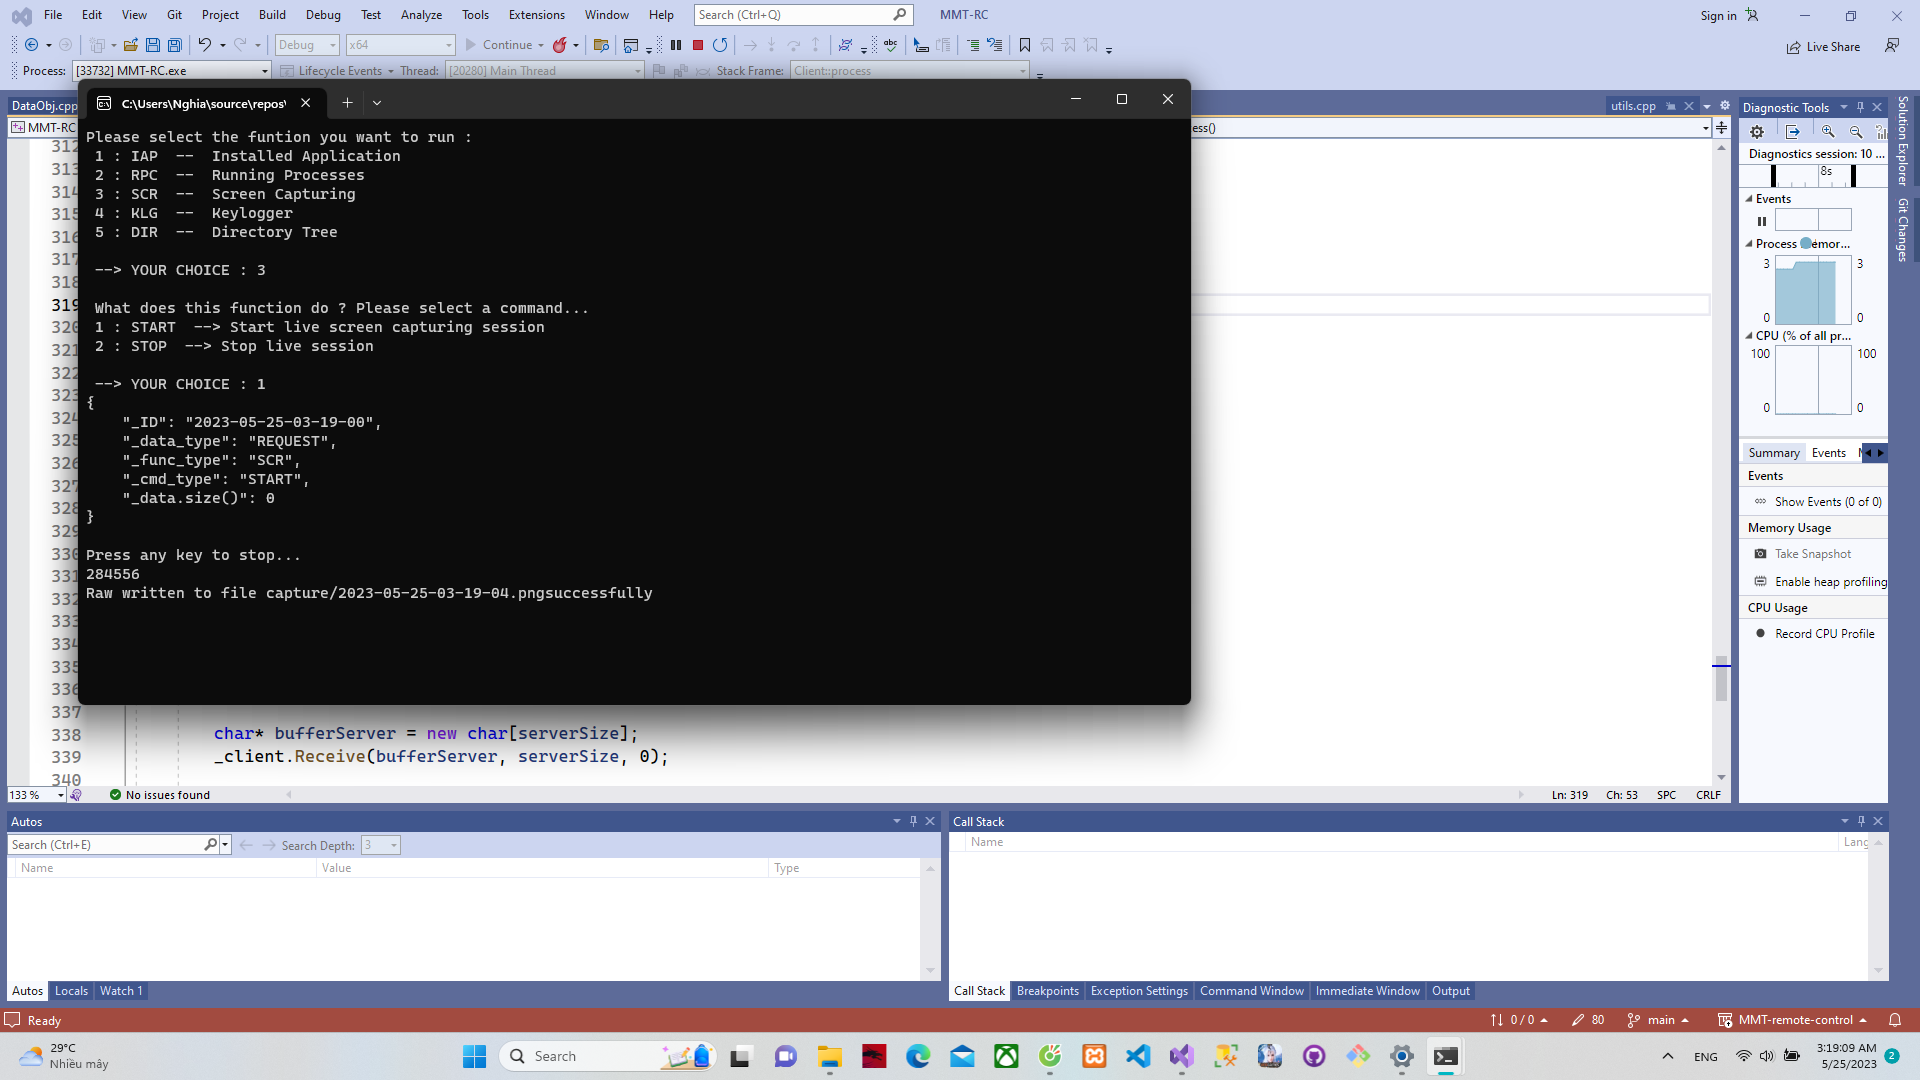 File Edit View Git Project Build Debug Test Analyze Tools Extensions Window Help Search (Ctrl+Q) MMT-RC Sign in
Debug x64 Continue Live Share
Process: [33732] MMT-RC.exe Lifecycle Events Thread: [20280] Main Thread Stack Frame: Client::process
DataObj.cpp C:\Users\Nghia\source\repos\ utils.cpp Diagnostic Tools
MMT-RC ess()
Please select the funtion you want to run :
1 : IAP -- Installed Application
2 : RPC -- Running Processes
3 : SCR -- Screen Capturing
4 : KLG -- Keylogger
5 : DIR -- Directory Tree
--> YOUR CHOICE : 3
What does this function do ? Please select a command...
1 : START --> Start live screen capturing session
2 : STOP --> Stop live session
--> YOUR CHOICE : 1
{
"_ID": "2023-05-25-03-19-00",
"_data_type": "REQUEST",
"_func_type": "SCR",
"_cmd_type": "START",
"_data.size()": 0
}
Press any key to stop...
284556
Raw written to file capture/2023-05-25-03-19-04.pngsuccessfully
312
313
314
315
316
317
318
319
320
321
322
323
324
325
326
327
328
329
330
331
332
333
334
335
336
337
338 char* bufferServer = new char[serverSize];
339 _client.Receive(bufferServer, serverSize, 0);
340
133 % No issues found Ln: 319 Ch: 53 SPC CRLF
Diagnostics session: 10 ...
8s
Events
Process emor...
3 3
0 0
CPU (% of all pr...
100 100
0 0
Summary Events
Events
Show Events (0 of 0)
Memory Usage
Take Snapshot
Enable heap profiling
CPU Usage
Record CPU Profile
Solution Explorer
Git Changes
Autos
Search (Ctrl+E) Search Depth: 3
Name Value Type
Autos Locals Watch 1
Call Stack
Name Lang
Call Stack Breakpoints Exception Settings Command Window Immediate Window Output
Ready 0 / 0 80 main MMT-remote-control
29°C
Nhiều mây
Search
ENG
3:19:09 AM
5/25/2023
2